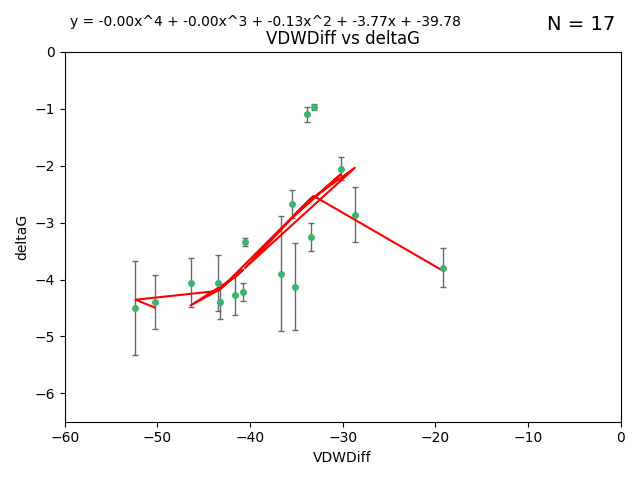 y = -0.00x^4 + -0.00x^3 + -0.13x^2 + -3.77x + -39.78
N = 17
VDWDiff vs deltaG
0
−1
−2
−3
−4
−5
−6
deltaG
−60
−50
−40
−30
−20
−10
0
VDWDiff